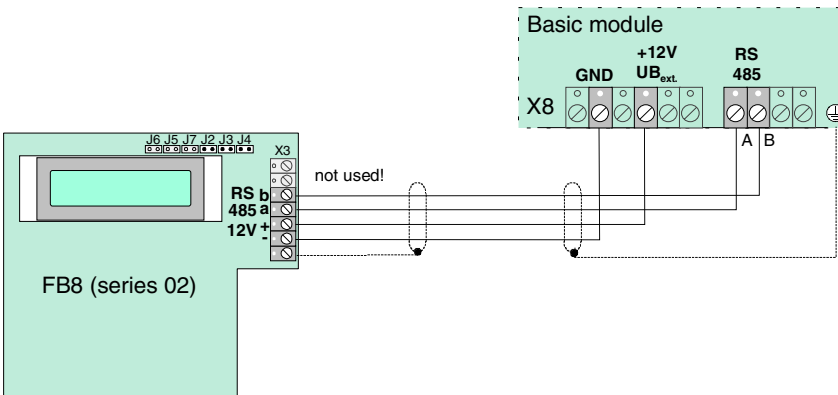 Basic module
+12V RS
GND UBext. 485
X8
A B
J6 J5 J7 J2 J3 J4
X3
not used!
RS b
485 a
12V +
-
FB8 (series 02)